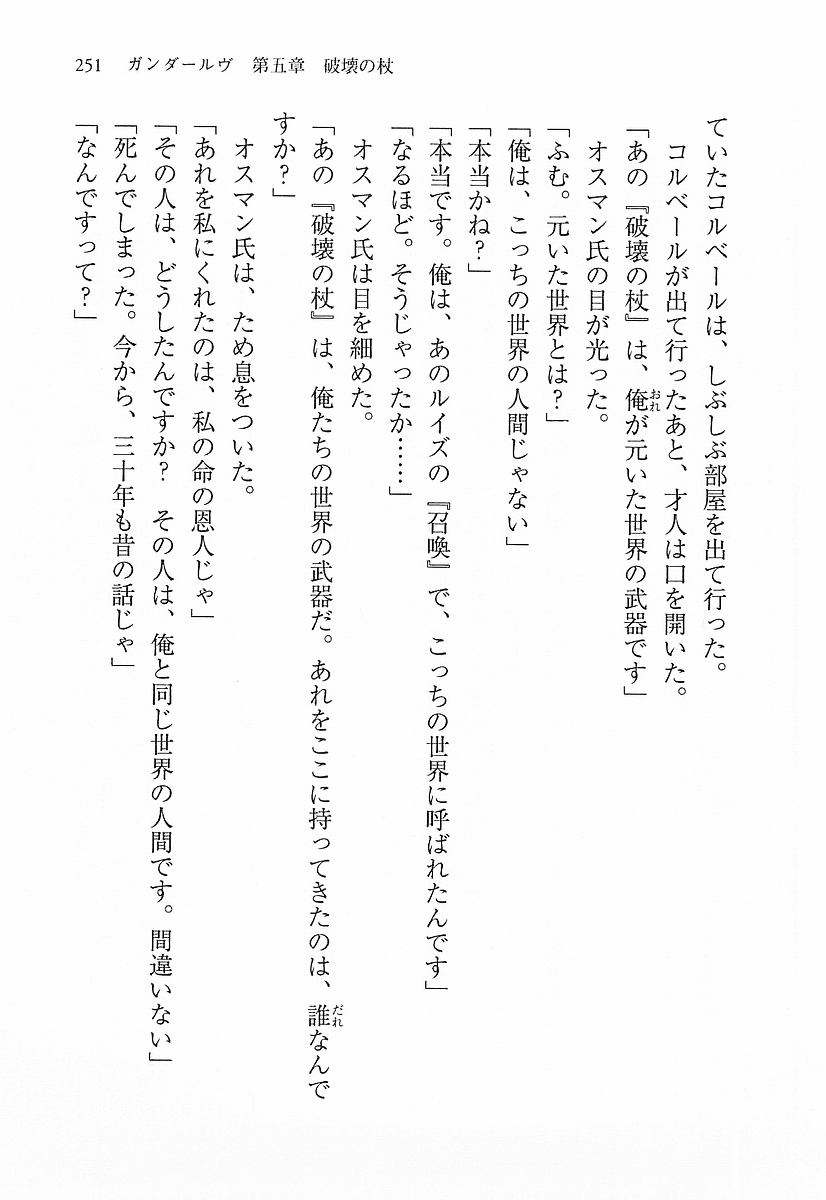 251　ガンダールヴ　第五章　破壊の杖
ていたコルベールは、しぶしぶ部屋を出て行った。
　コルベールが出て行ったあと、才人は口を開いた。
「あの『破壊の杖』は、俺が元いた世界の武器です」
　オスマン氏の目が光った。
「ふむ。元いた世界とは？」
「俺は、こっちの世界の人間じゃない」
「本当かね？」
「本当です。俺は、あのルイズの『召喚』で、こっちの世界に呼ばれたんです」
「なるほど。そうじゃったか……」
　オスマン氏は目を細めた。
「あの『破壊の杖』は、俺たちの世界の武器だ。あれをここに持ってきたのは、誰なんで
すか？」
　オスマン氏は、ため息をついた。
「あれを私にくれたのは、私の命の恩人じゃ」
「その人は、どうしたんですか？　その人は、俺と同じ世界の人間です。間違いない」
「死んでしまった。今から、三十年も昔の話じゃ」
「なんですって？」